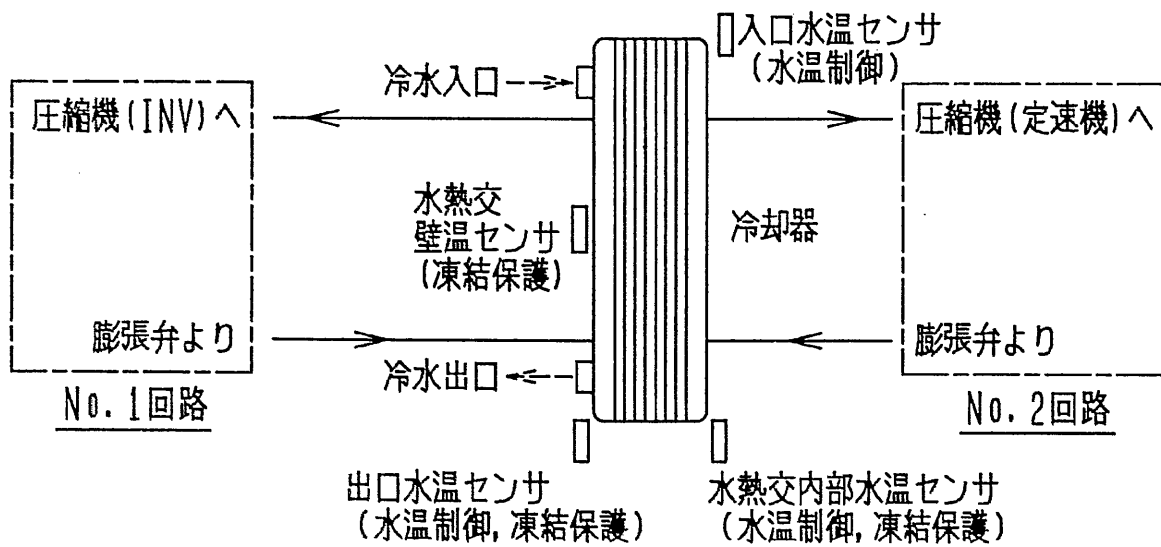 入口水温センサ
(水温制御)
冷水入口
圧縮機(INV)へ
圧縮機(定速機)へ
水熱交
壁温センサ
(凍結保護)
冷却器
膨張弁より
膨張弁より
冷水出口
No.1回路
No.2回路
出口水温センサ
(水温制御,凍結保護)
水熱交内部水温センサ
(水温制御,凍結保護)